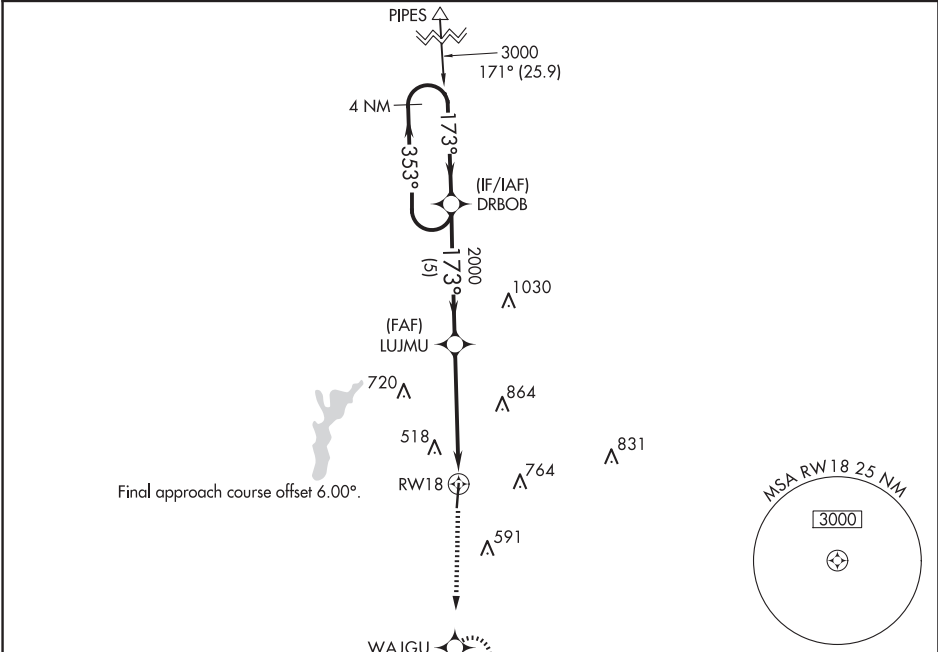 PIPES
3000
171° (25.9)
4 NM
173°
353°
(IF/IAF)
DRBOB
2000
173°
(5)
1030
(FAF)
LUJMU
720
864
518
831
764
RW18
Final approach course offset 6.00°.
591
MSA RW18 25 NM
3000
WAJGU